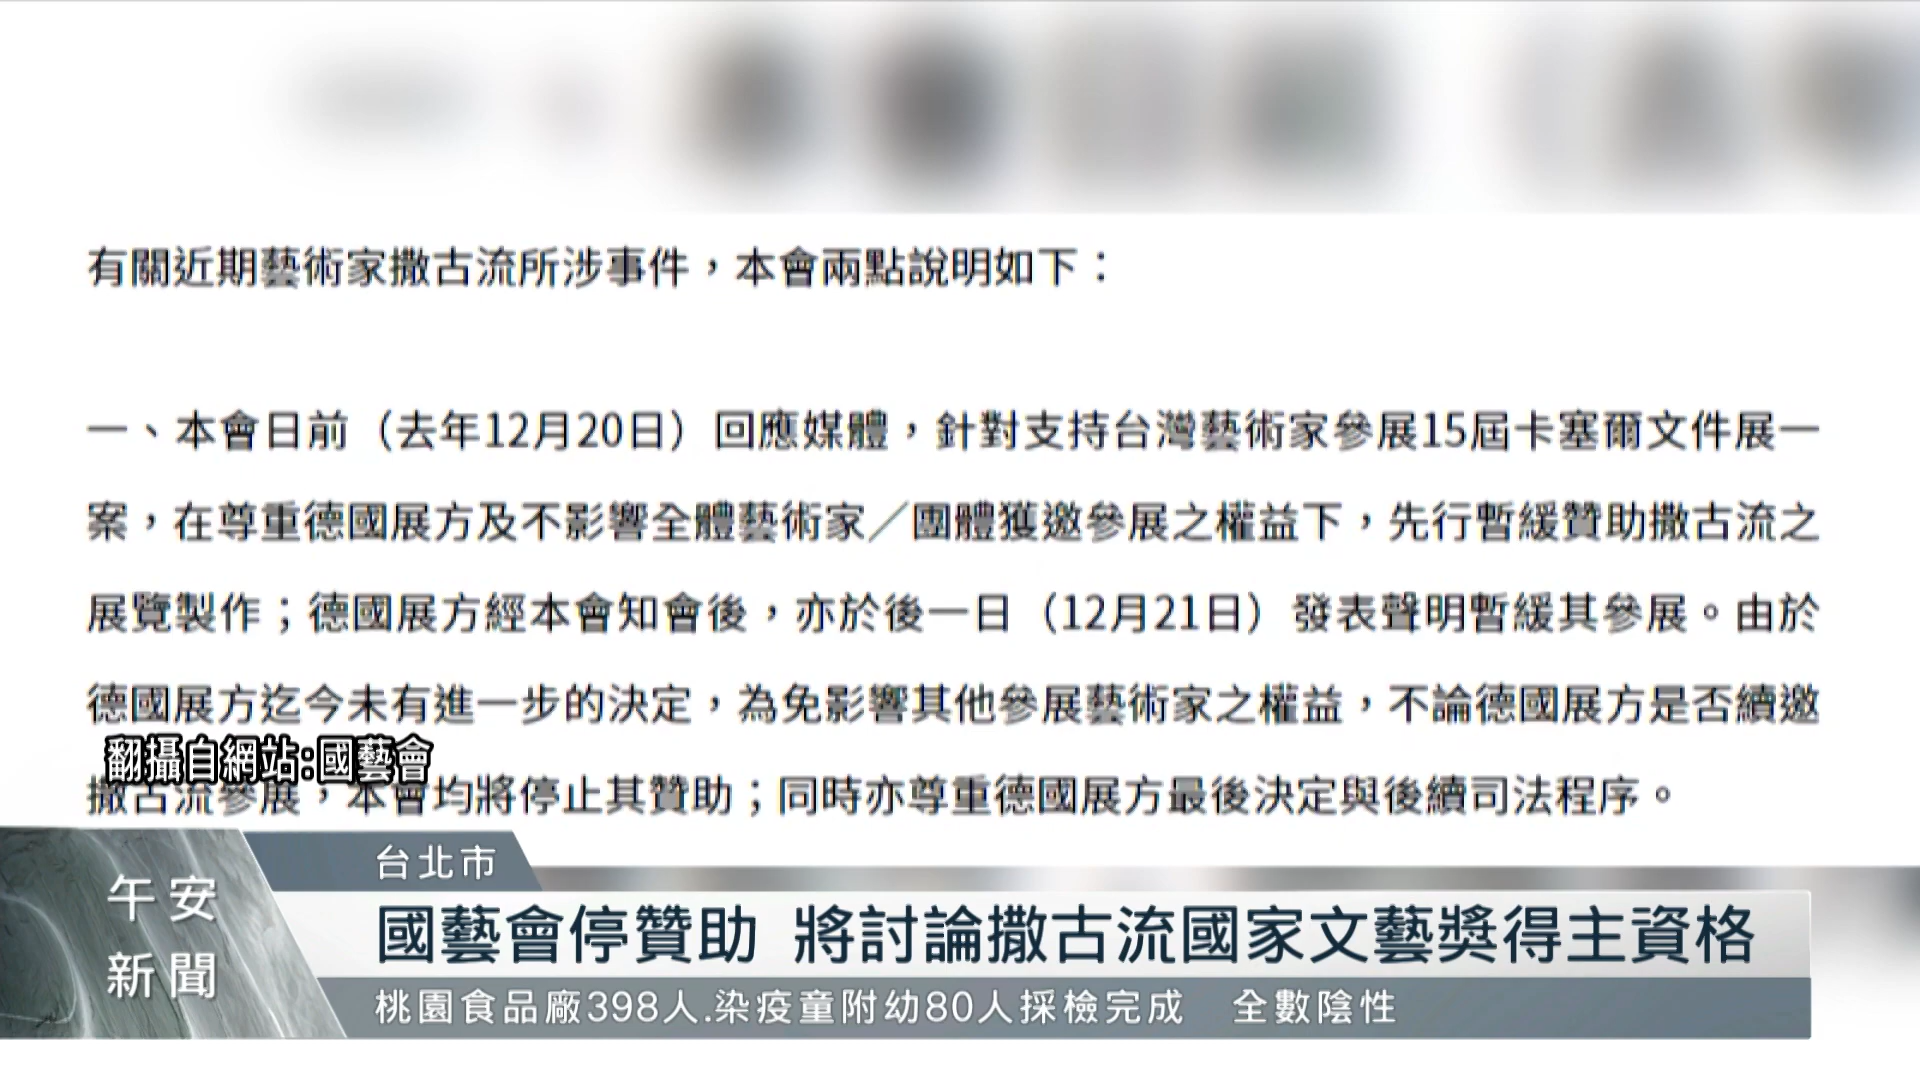 有關近期藝術家撒古流所涉事件，本會兩點說明如下：
一、本會日前（去年12月20日）回應媒體，針對支持台灣藝術家參展15屆卡塞爾文件展一
案，在尊重德國展方及不影響全體藝術家／團體獲邀參展之權益下，先行暫緩贊助撒古流之
展覽製作；德國展方經本會知會後，亦於後一日（12月21日）發表聲明暫緩其參展。由於
德國展方迄今未有進一步的決定，為免影響其他參展藝術家之權益，不論德國展方是否續邀
翻攝自網站:國藝會
撒古流參展，本會均將停止其贊助；同時亦尊重德國展方最後決定與後續司法程序。
台北市
午安
新聞
國藝會停贊助 將討論撒古流國家文藝獎得主資格
桃園食品廠398人.染疫童附幼80人採檢完成 全數陰性